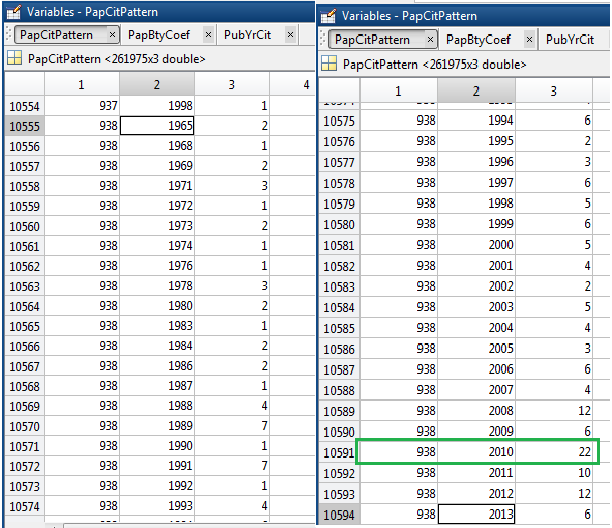 Variables - PapCitPattern
PapCitPattern × PapBtyCoef × PubYrCit ×
PapCitPattern <261975x3 double>
1 2 3 4
10554 937 1998 1
10555 938 1965 2
10556 938 1968 1
10557 938 1969 2
10558 938 1971 3
10559 938 1972 1
10560 938 1973 2
10561 938 1974 1
10562 938 1976 1
10563 938 1978 3
10564 938 1980 2
10565 938 1983 1
10566 938 1984 2
10567 938 1986 2
10568 938 1987 1
10569 938 1988 4
10570 938 1989 7
10571 938 1990 1
10572 938 1991 7
10573 938 1992 1
10574 938 1993 4
Variables - PapCitPattern
PapCitPattern × PapBtyCoef × PubYrCit
PapCitPattern <261975x3 double>
1 2 3
10575 938 1994 6
10576 938 1995 2
10577 938 1996 3
10578 938 1997 6
10579 938 1998 5
10580 938 1999 6
10581 938 2000 5
10582 938 2001 4
10583 938 2002 2
10584 938 2003 5
10585 938 2004 4
10586 938 2005 3
10587 938 2006 6
10588 938 2007 4
10589 938 2008 12
10590 938 2009 6
10591 938 2010 22
10592 938 2011 10
10593 938 2012 12
10594 938 2013 6